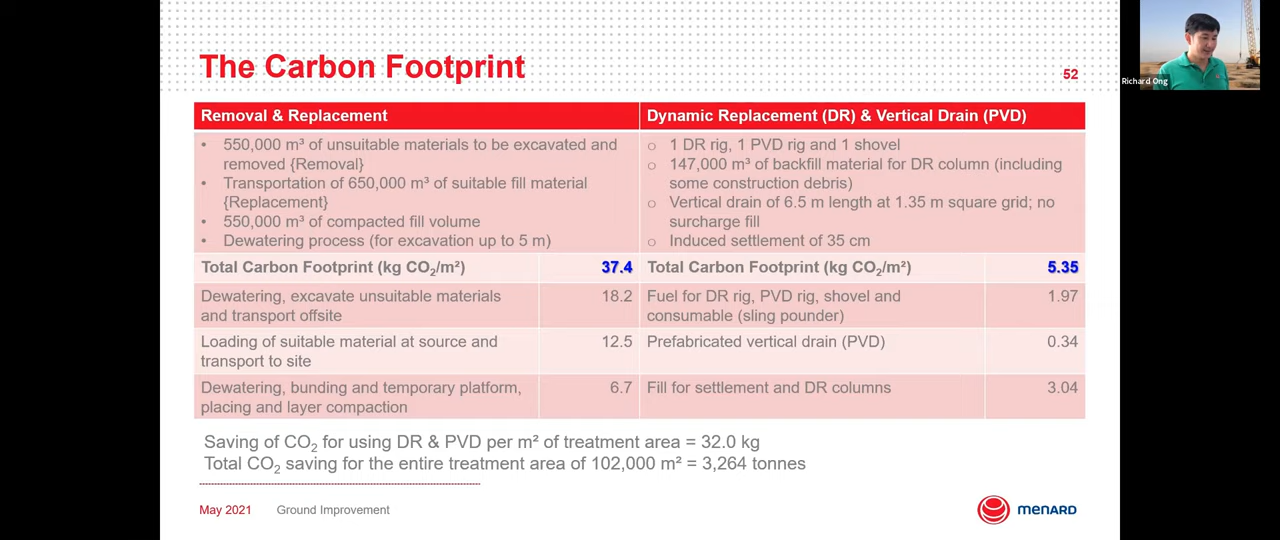 The Carbon Footprint
52
Richard Ong
Removal & Replacement
Dynamic Replacement (DR) & Vertical Drain (PVD)
• 550,000 m³ of unsuitable materials to be excavated and
removed {Removal}
• Transportation of 650,000 m³ of suitable fill material
{Replacement}
• 550,000 m³ of compacted fill volume
• Dewatering process (for excavation up to 5 m)
o 1 DR rig, 1 PVD rig and 1 shovel
o 147,000 m³ of backfill material for DR column (including
some construction debris)
o Vertical drain of 6.5 m length at 1.35 m square grid; no
surcharge fill
o Induced settlement of 35 cm
Total Carbon Footprint (kg CO₂/m²) 37.4
Total Carbon Footprint (kg CO₂/m²) 5.35
Dewatering, excavate unsuitable materials
and transport offsite
18.2
Fuel for DR rig, PVD rig, shovel and
consumable (sling pounder)
1.97
Loading of suitable material at source and
transport to site
12.5
Prefabricated vertical drain (PVD) 0.34
Dewatering, bunding and temporary platform,
placing and layer compaction
6.7
Fill for settlement and DR columns 3.04
Saving of CO₂ for using DR & PVD per m² of treatment area = 32.0 kg
Total CO₂ saving for the entire treatment area of 102,000 m² = 3,264 tonnes
May 2021 Ground Improvement
MENARD